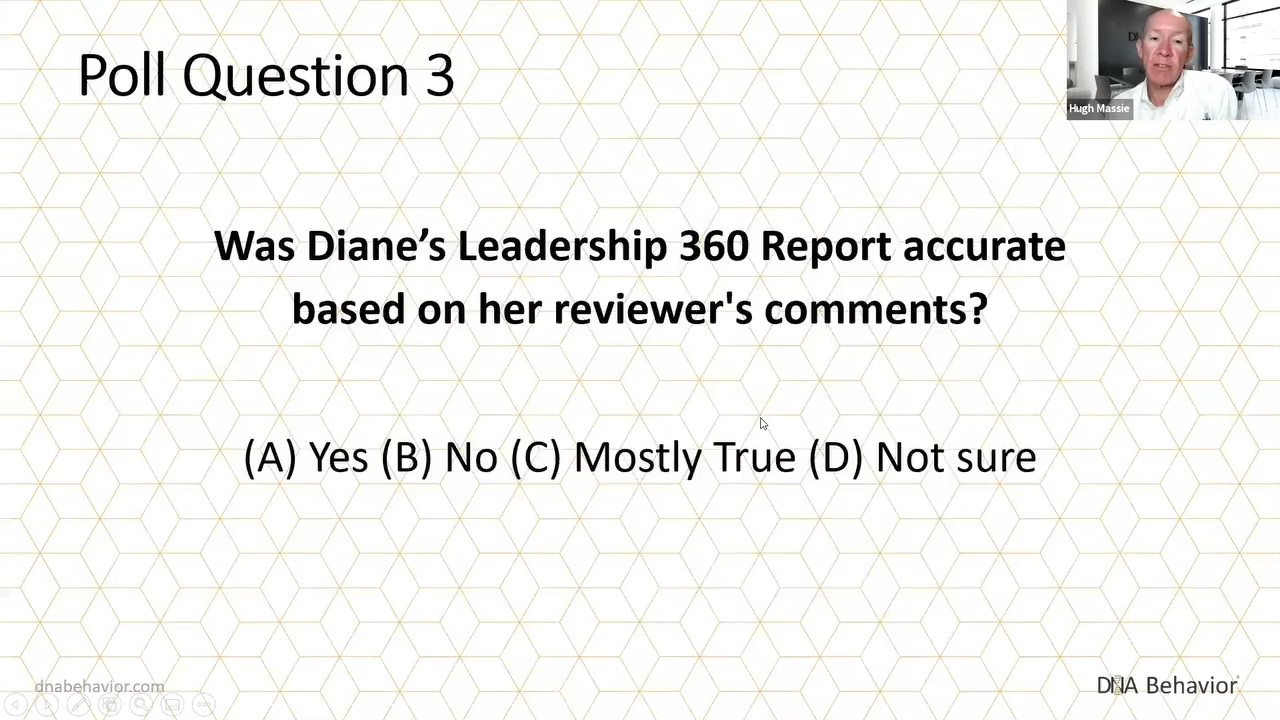 Poll Question 3
Hugh Massie
Was Diane’s Leadership 360 Report accurate
based on her reviewer's comments?
(A) Yes (B) No (C) Mostly True (D) Not sure
dnabehavior.com
DNA Behavior